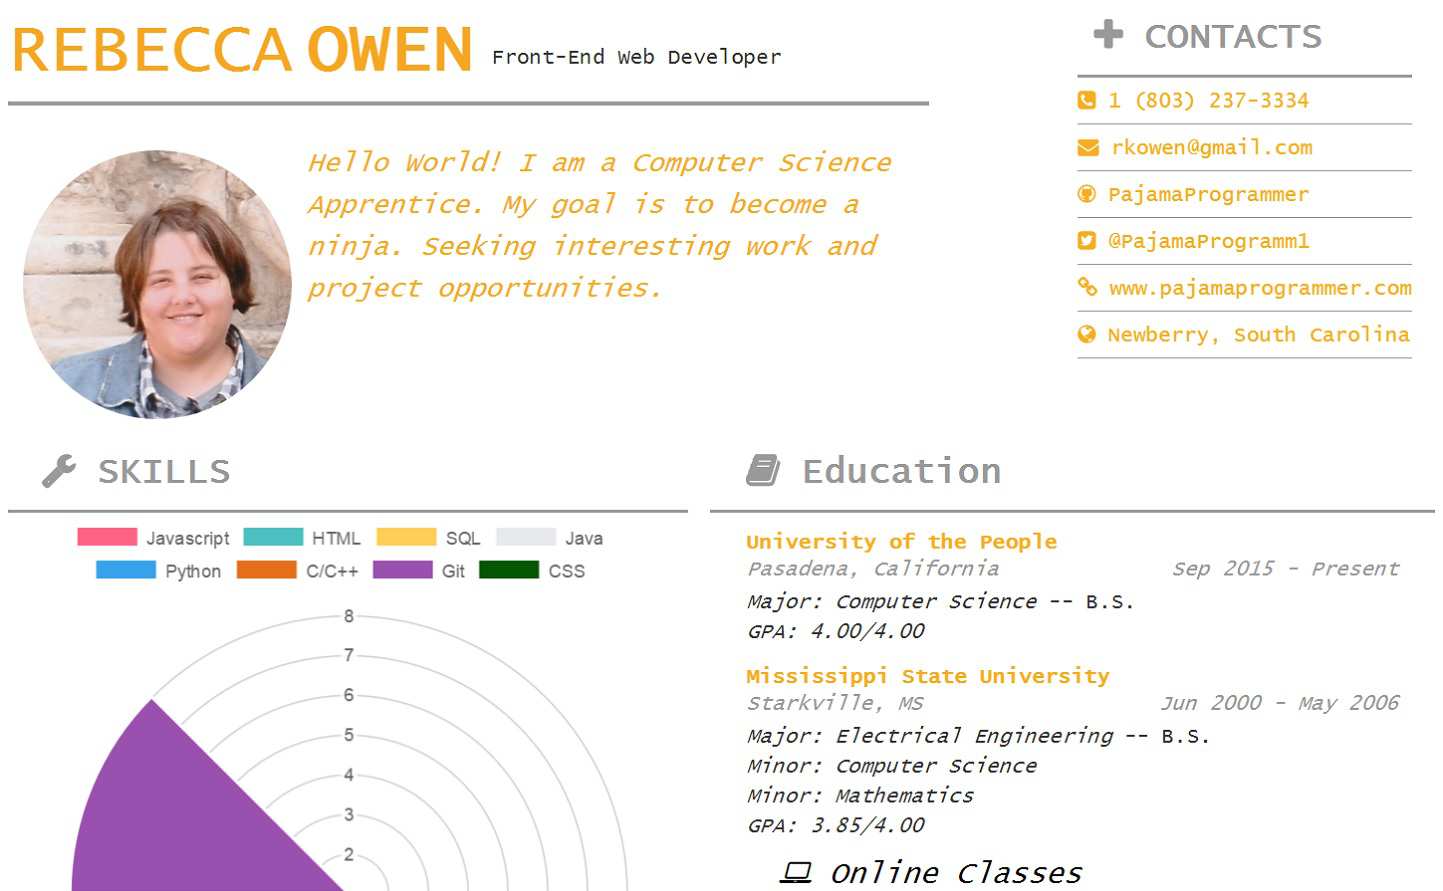 REBECCA OWEN Front-End Web Developer
Hello World! I am a Computer Science
Apprentice. My goal is to become a
ninja. Seeking interesting work and
project opportunities.
CONTACTS
1 (803) 237-3334
rkowen@gmail.com
PajamaProgrammer
@PajamaProgramm1
www.pajamaprogrammer.com
Newberry, South Carolina
SKILLS
Javascript HTML SQL Java
Python C/C++ Git CSS
8
7
6
5
4
3
2
Education
University of the People
Pasadena, California Sep 2015 - Present
Major: Computer Science -- B.S.
GPA: 4.00/4.00
Mississippi State University
Starkville, MS Jun 2000 - May 2006
Major: Electrical Engineering -- B.S.
Minor: Computer Science
Minor: Mathematics
GPA: 3.85/4.00
Online Classes